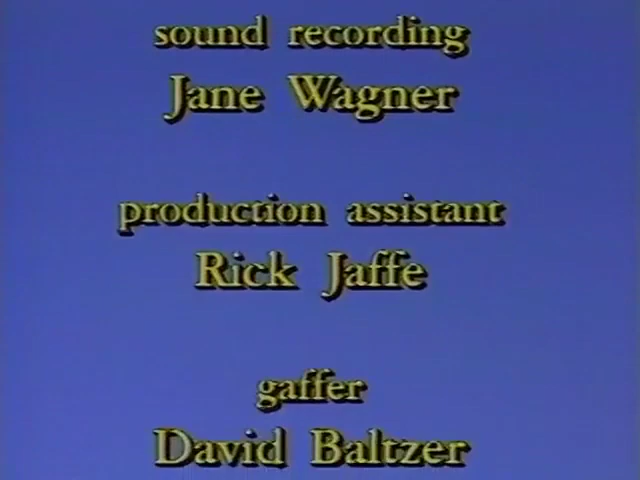 sound recording
Jane Wagner
production assistant
Rick Jaffe
gaffer
David Baltzer